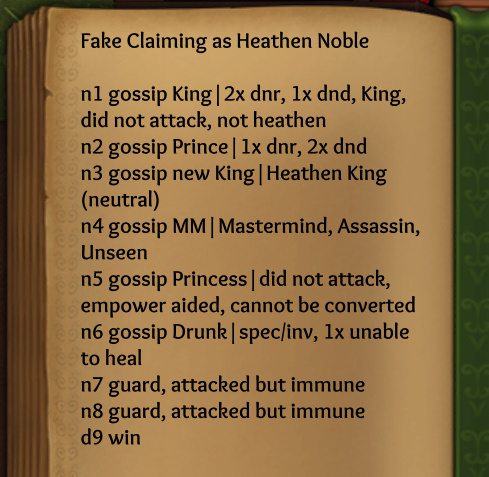 Fake Claiming as Heathen Noble
n1 gossip King|2x dnr, 1x dnd, King,
did not attack, not heathen
n2 gossip Prince|1x dnr, 2x dnd
n3 gossip new King|Heathen King
(neutral)
n4 gossip MM|Mastermind, Assassin,
Unseen
n5 gossip Princess|did not attack,
empower aided, cannot be converted
n6 gossip Drunk|spec/inv, 1x unable
to heal
n7 guard, attacked but immune
n8 guard, attacked but immune
d9 win